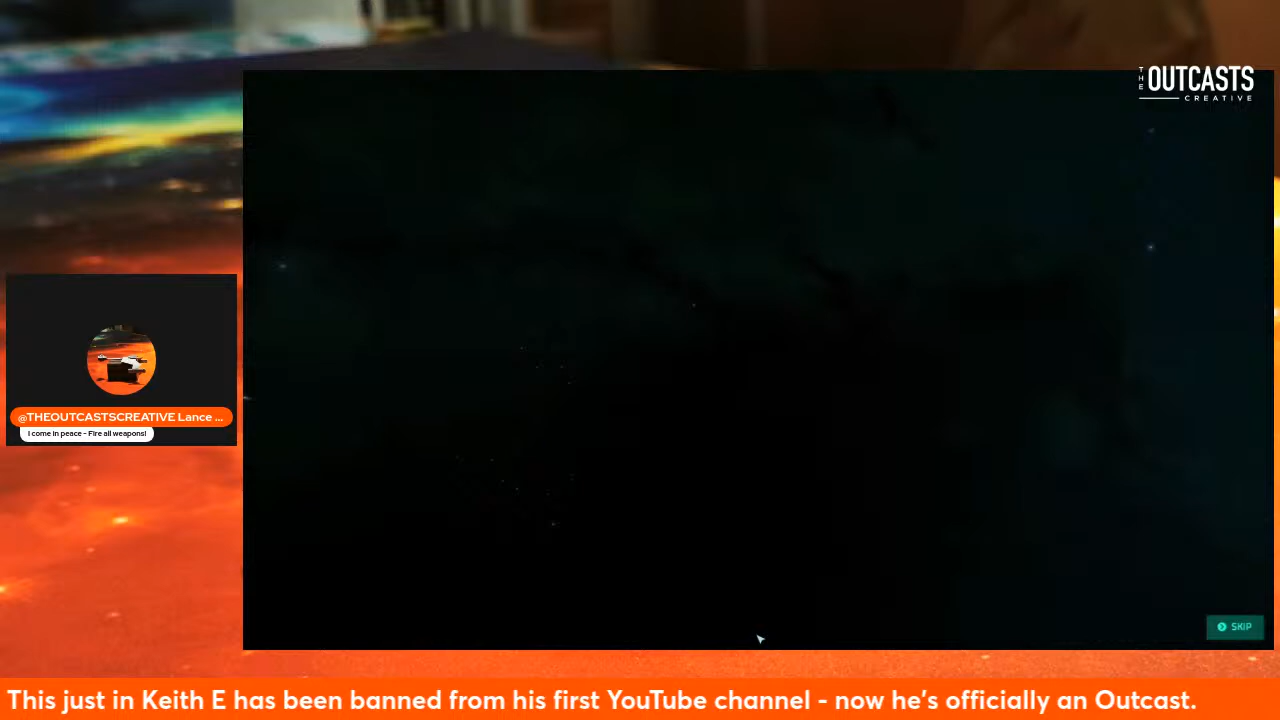 THE OUTCASTS
CREATIVE
@THEOUTCASTSCREATIVE Lance ...
I come in peace - Fire all weapons!
SKIP
This just in Keith E has been banned from his first YouTube channel - now he's officially an Outcast.